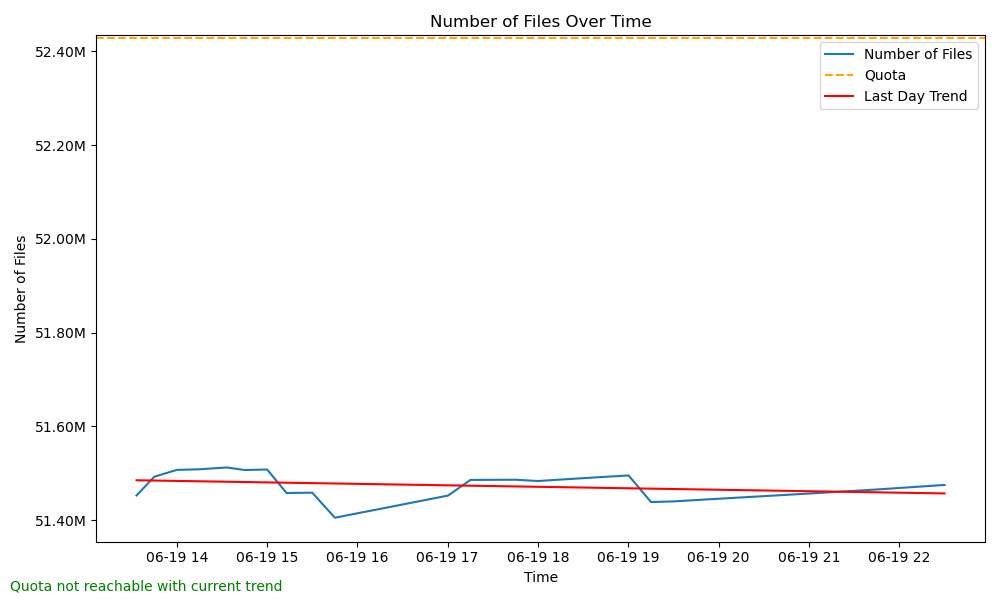 Number of Files Over Time
52.40M
52.20M
52.00M
51.80M
51.60M
51.40M
Number of Files
Number of Files
Quota
Last Day Trend
06-19 14
06-19 15
06-19 16
06-19 17
06-19 18
06-19 19
06-19 20
06-19 21
06-19 22
Time
Quota not reachable with current trend